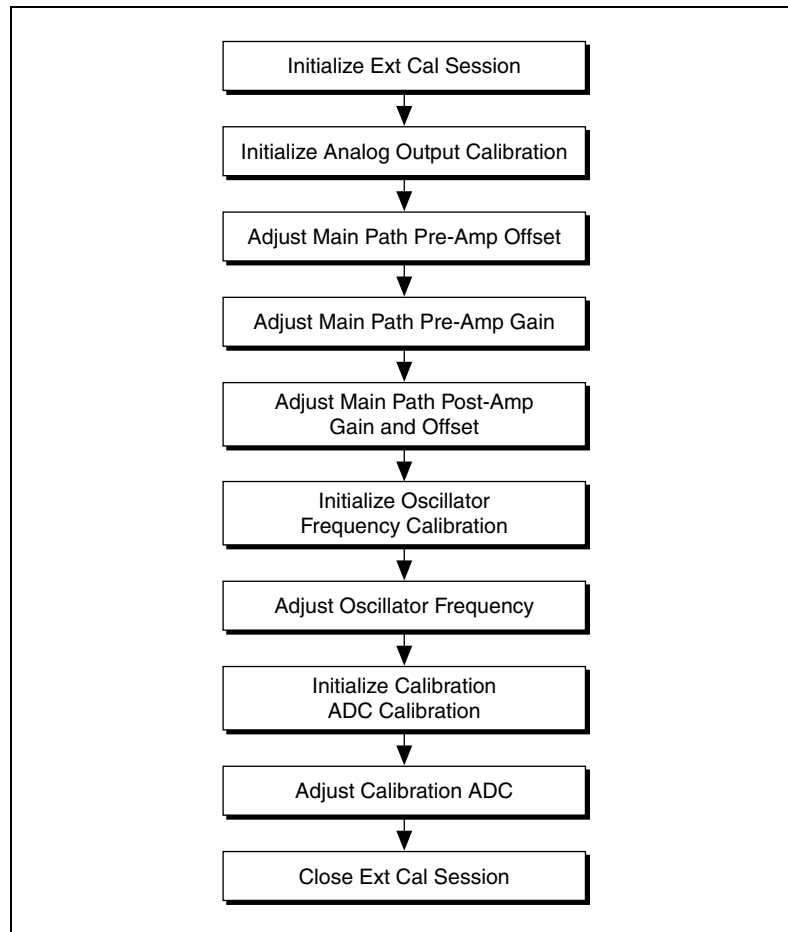 Initialize Ext Cal Session
Initialize Analog Output Calibration
Adjust Main Path Pre-Amp Offset
Adjust Main Path Pre-Amp Gain
Adjust Main Path Post-Amp
Gain and Offset
Initialize Oscillator
Frequency Calibration
Adjust Oscillator Frequency
Initialize Calibration
ADC Calibration
Adjust Calibration ADC
Close Ext Cal Session